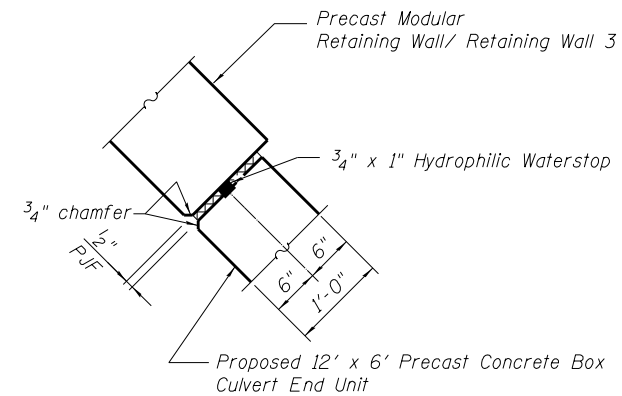 Precast Modular
Retaining Wall/ Retaining Wall 3
3/4" x 1" Hydrophilic Waterstop
3/4" chamfer
1/2"
PJF
6"
6"
1'-0"
Proposed 12' x 6' Precast Concrete Box
Culvert End Unit